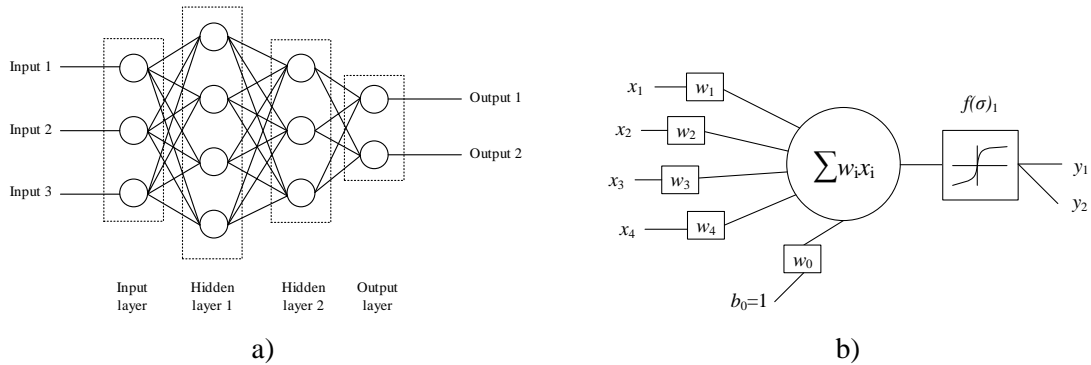 Input 1
Input 2
Input 3
Output 1
Output 2
Input
layer
Hidden
layer 1
Hidden
layer 2
Output
layer
a)
x₁
w₁
x₂
w₂
x₃
w₃
x₄
w₄
∑wᵢxᵢ
w₀
b₀=1
f(σ)₁
y₁
y₂
b)